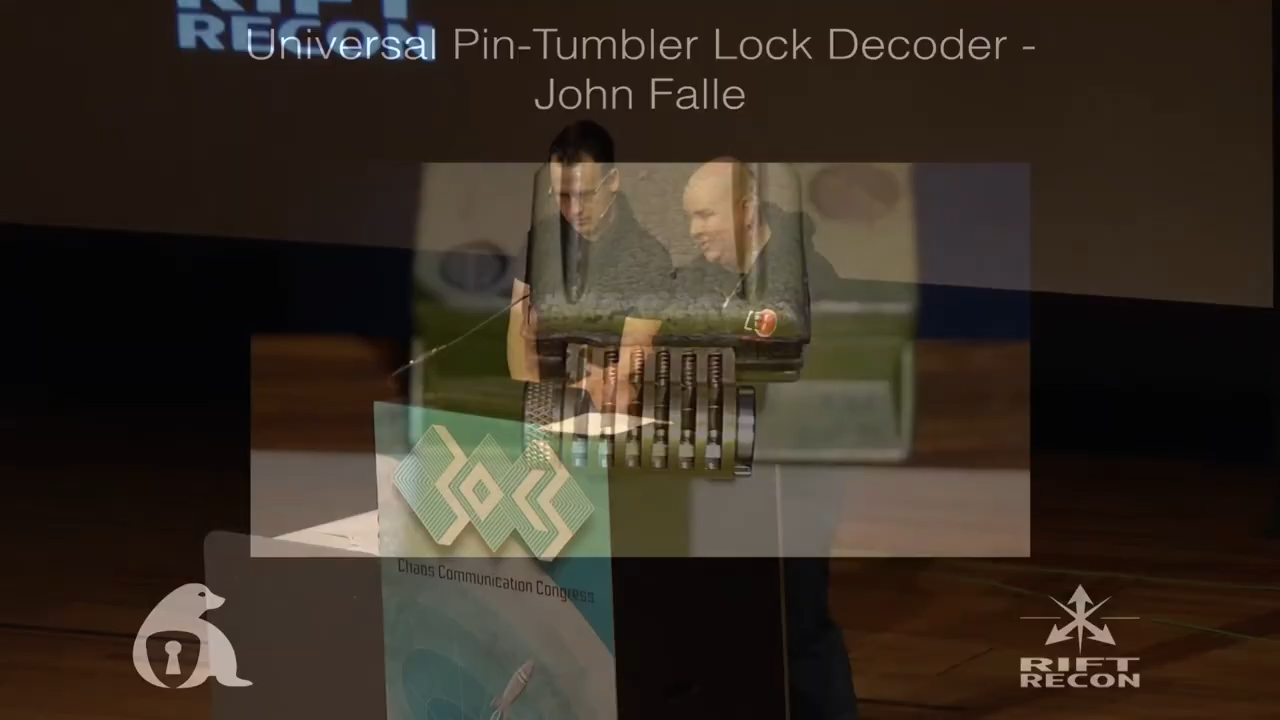 RIFT
RECON
Universal Pin-Tumbler Lock Decoder -
John Falle
Chaos Communication Congress
RIFT
RECON